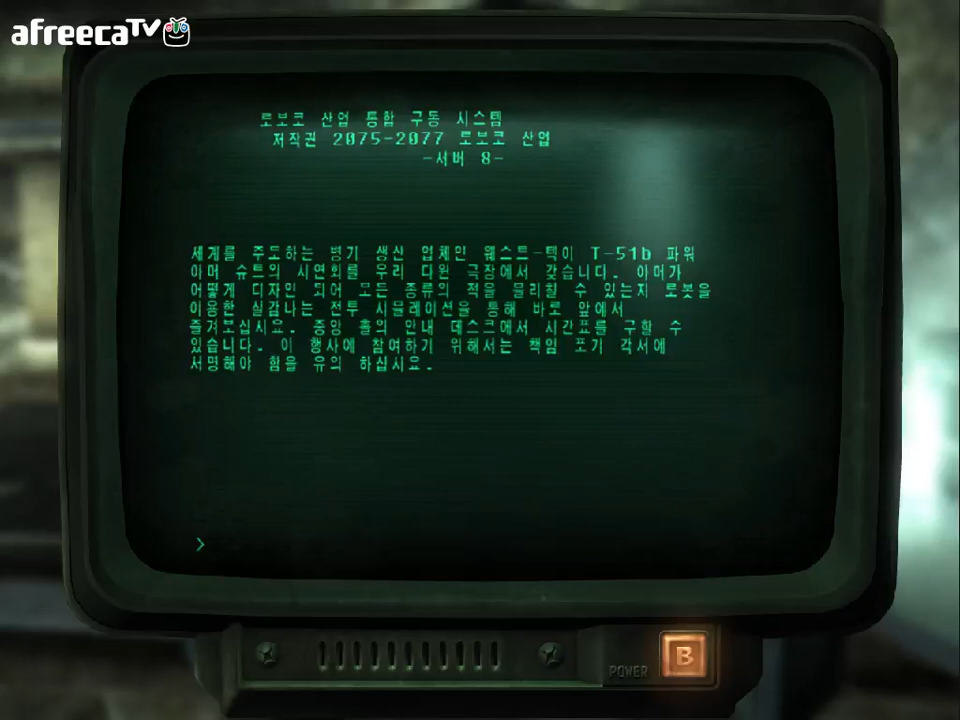 afreecaTV
로보코 산업 통합 구동 시스템
저작권 2075-2077 로보코 산업
-서버 8-
세계를 주도하는 병기 생산 업체인 웨스트-텍이 T-51b 파워
아머 슈트의 시연회를 우리 다윈 극장에서 갖습니다. 아머가
어떻게 디자인 되어 모든 종류의 적을 물리칠 수 있는지 로봇을
이용한 실감나는 전투 시뮬레이션을 통해 바로 앞에서
즐겨보십시요. 중앙 홀의 안내 데스크에서 시간표를 구할 수
있습니다. 이 행사에 참여하기 위해서는 책임 포기 각서에
서명해야 함을 유의 하십시요.
>
POWER B